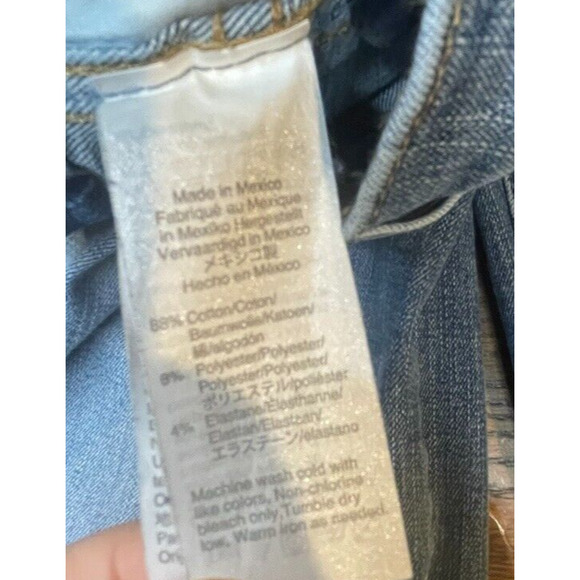 Made in Mexico
Fabriqué au Mexique
in Mexiko Hergestellt
Vervaardigd in Mexico
メキシコ製
Hecho en México
88% Cotton/Coton/
Baumwolle/Katoen/
綿/algodón
8% Polyester/Polyester/
Polyester/Polyester/
ポリエステル/poliéster
4% Elastane/Elasthanne/
Elastan/Elastaan/
エラステーン/elastano
Machine wash cold with
like colors, Non-chlorine
bleach only, Tumble dry
low, Warm iron as needed.